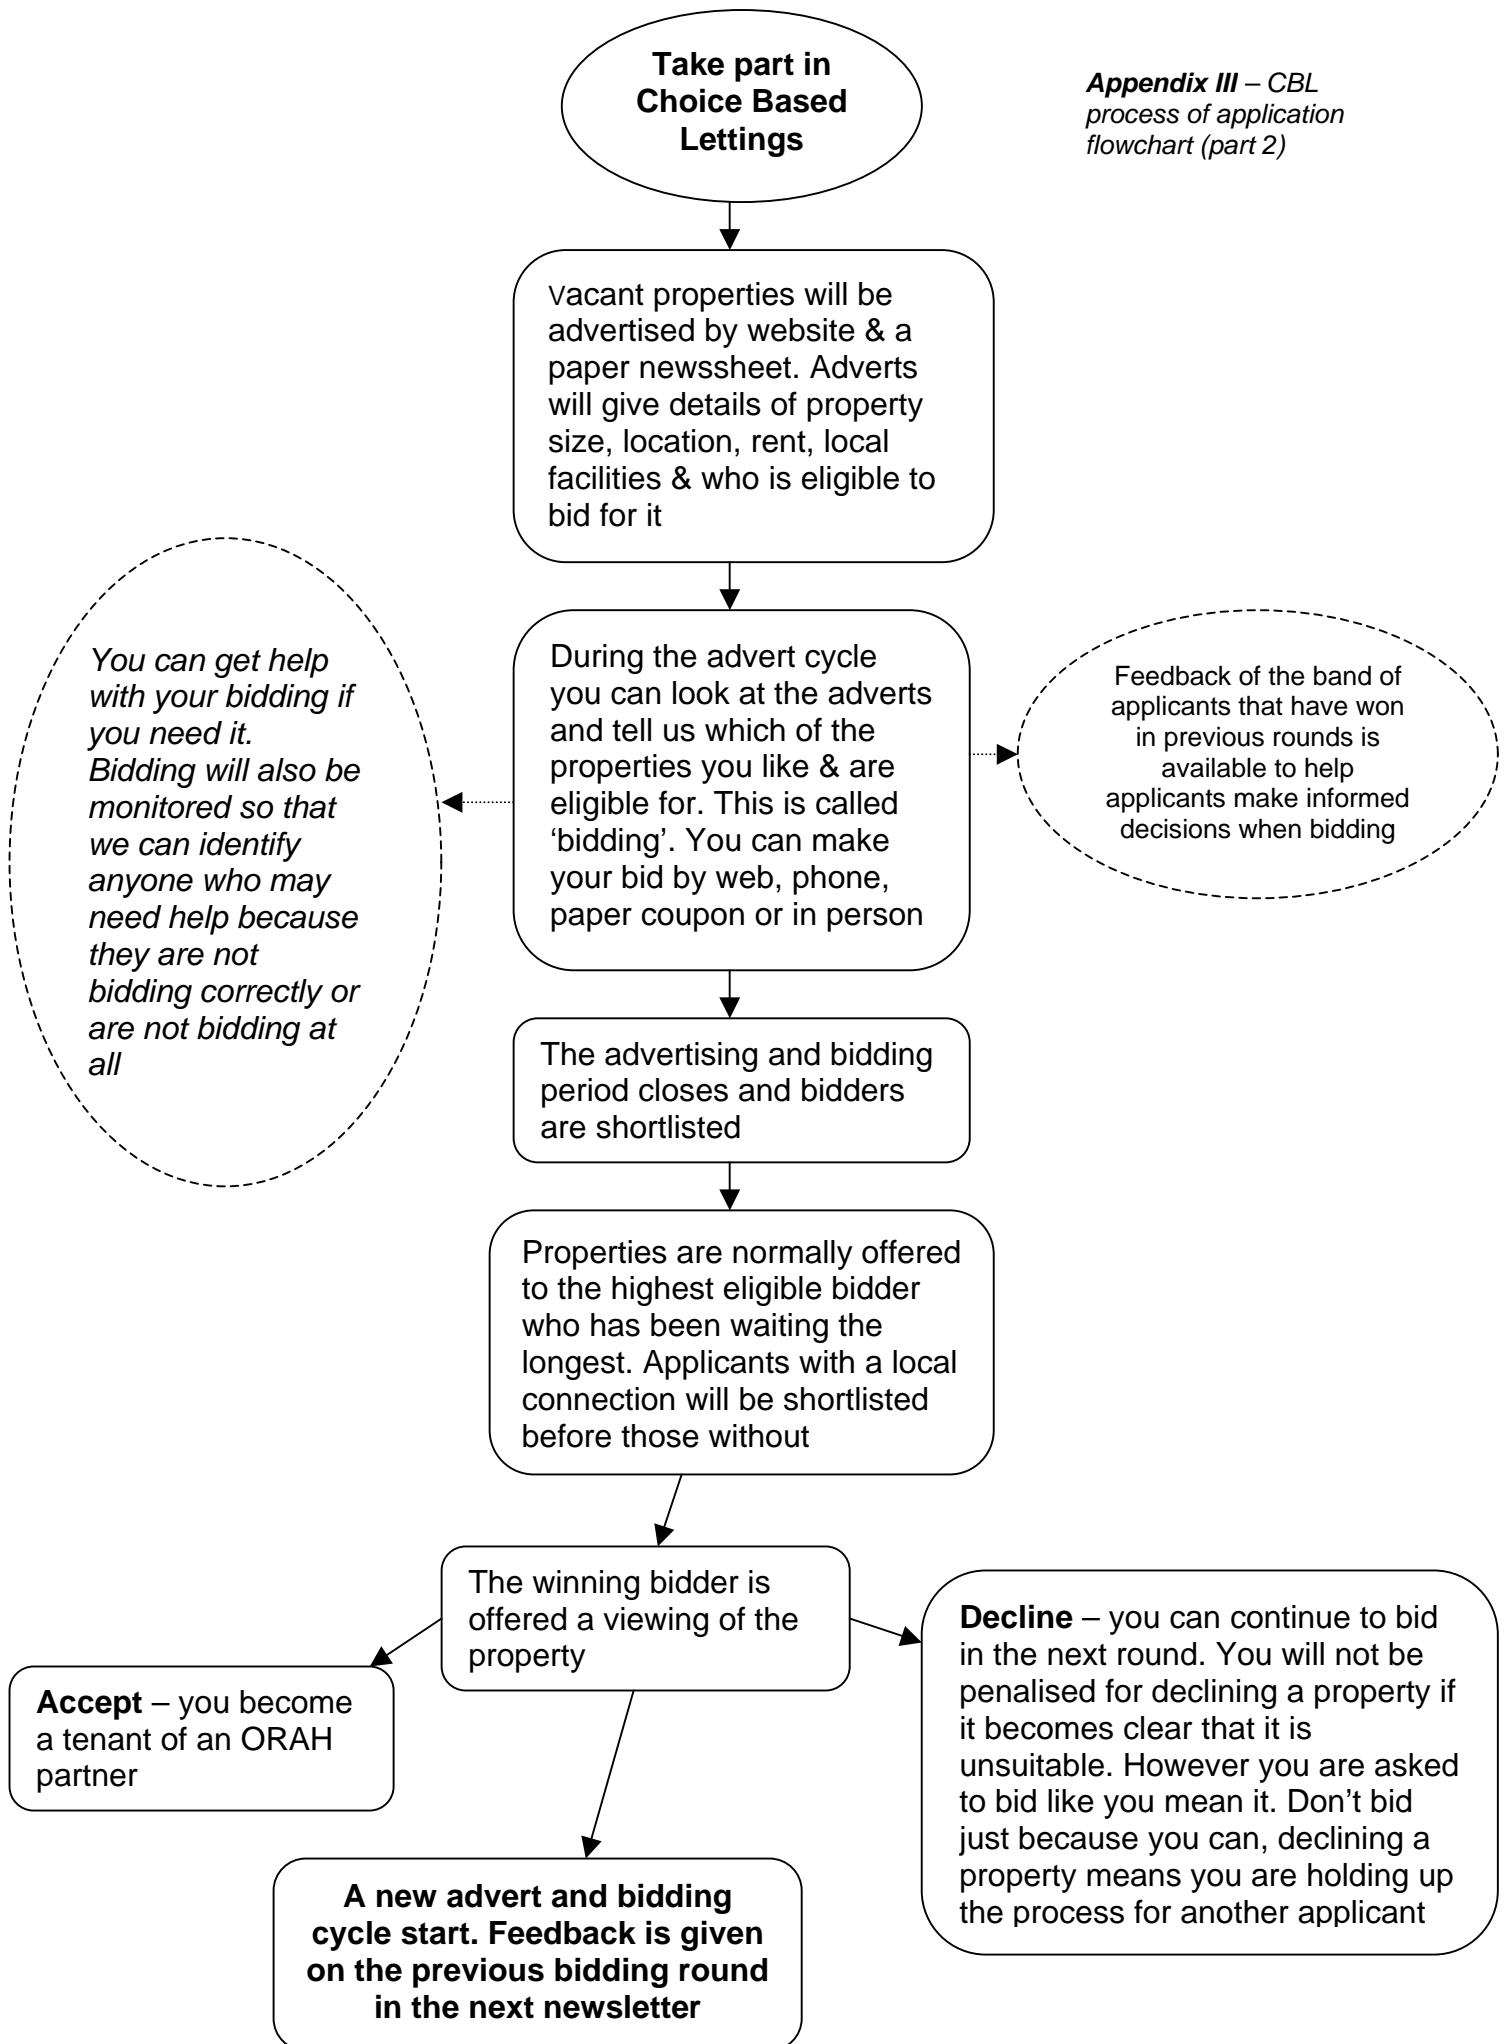 Take part in
Choice Based
Lettings
Appendix III – CBL
process of application
flowchart (part 2)
Vacant properties will be
advertised by website & a
paper newssheet. Adverts
will give details of property
size, location, rent, local
facilities & who is eligible to
bid for it
You can get help
with your bidding if
you need it.
Bidding will also be
monitored so that
we can identify
anyone who may
need help because
they are not
bidding correctly or
are not bidding at
all
During the advert cycle
you can look at the adverts
and tell us which of the
properties you like & are
eligible for. This is called
‘bidding’. You can make
your bid by web, phone,
paper coupon or in person
Feedback of the band of
applicants that have won
in previous rounds is
available to help
applicants make informed
decisions when bidding
The advertising and bidding
period closes and bidders
are shortlisted
Properties are normally offered
to the highest eligible bidder
who has been waiting the
longest. Applicants with a local
connection will be shortlisted
before those without
The winning bidder is
offered a viewing of the
property
Accept – you become
a tenant of an ORAH
partner
Decline – you can continue to bid
in the next round. You will not be
penalised for declining a property if
it becomes clear that it is
unsuitable. However you are asked
to bid like you mean it. Don’t bid
just because you can, declining a
property means you are holding up
the process for another applicant
A new advert and bidding
cycle start. Feedback is given
on the previous bidding round
in the next newsletter